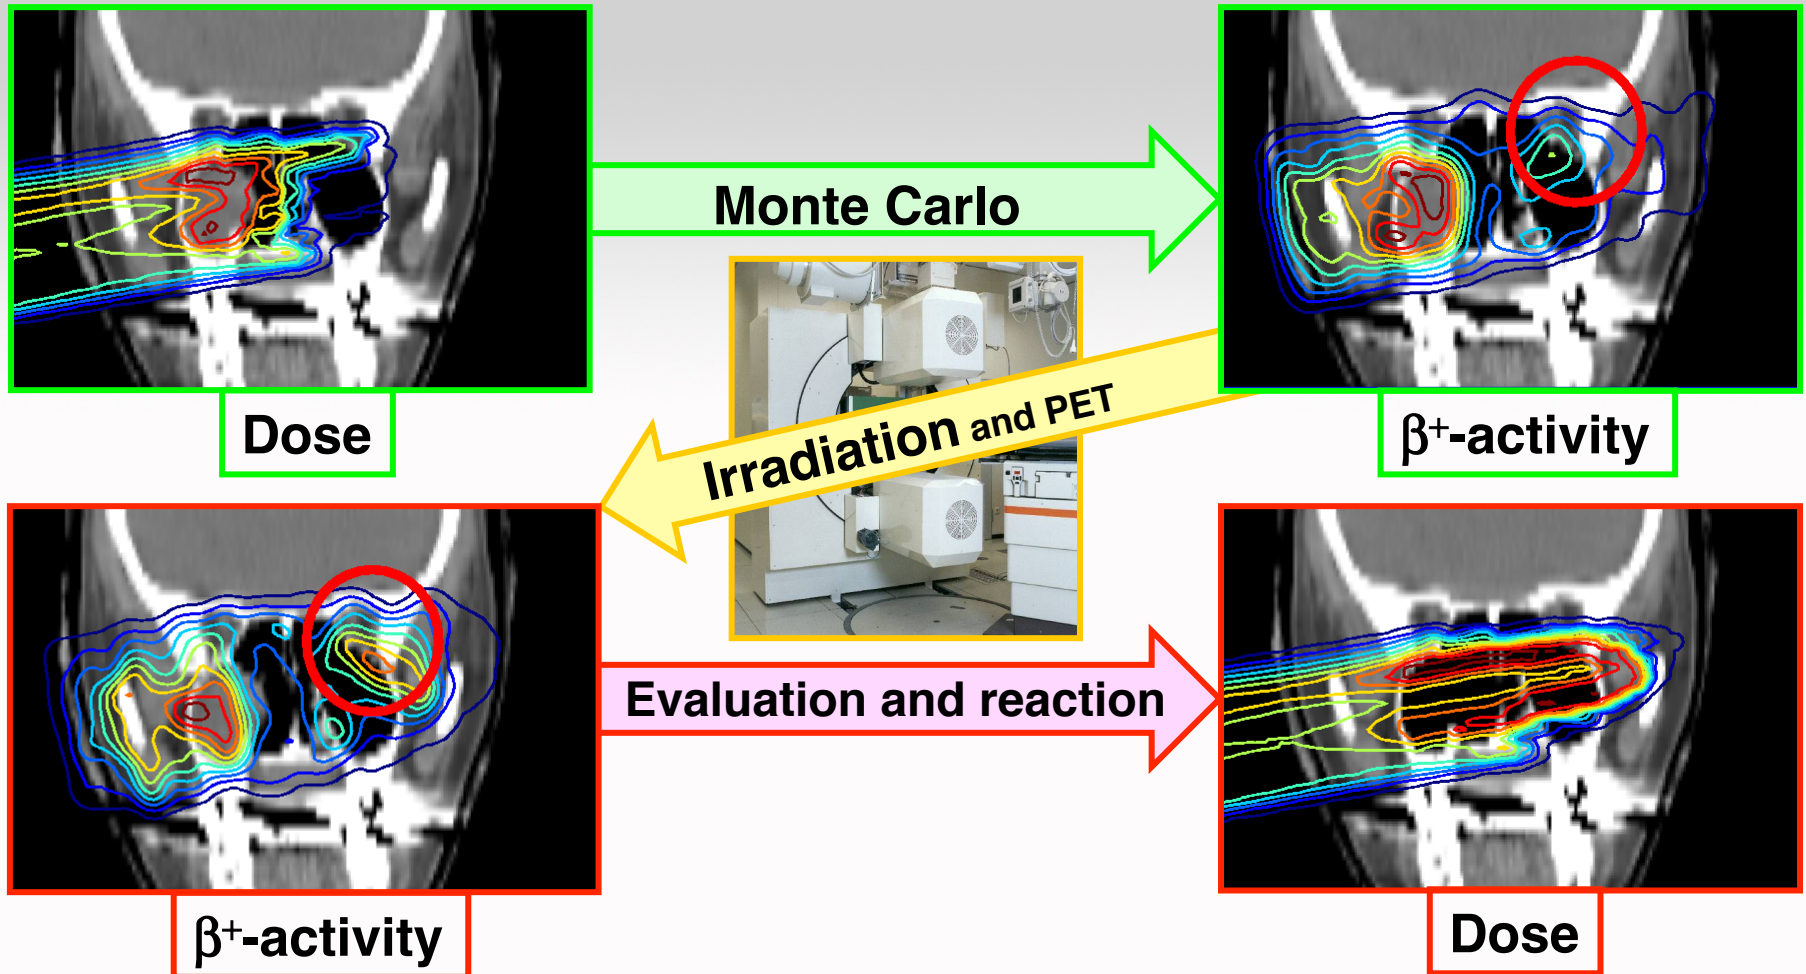 Monte Carlo
Dose
β⁺-activity
Irradiation and PET
Evaluation and reaction
β⁺-activity
Dose